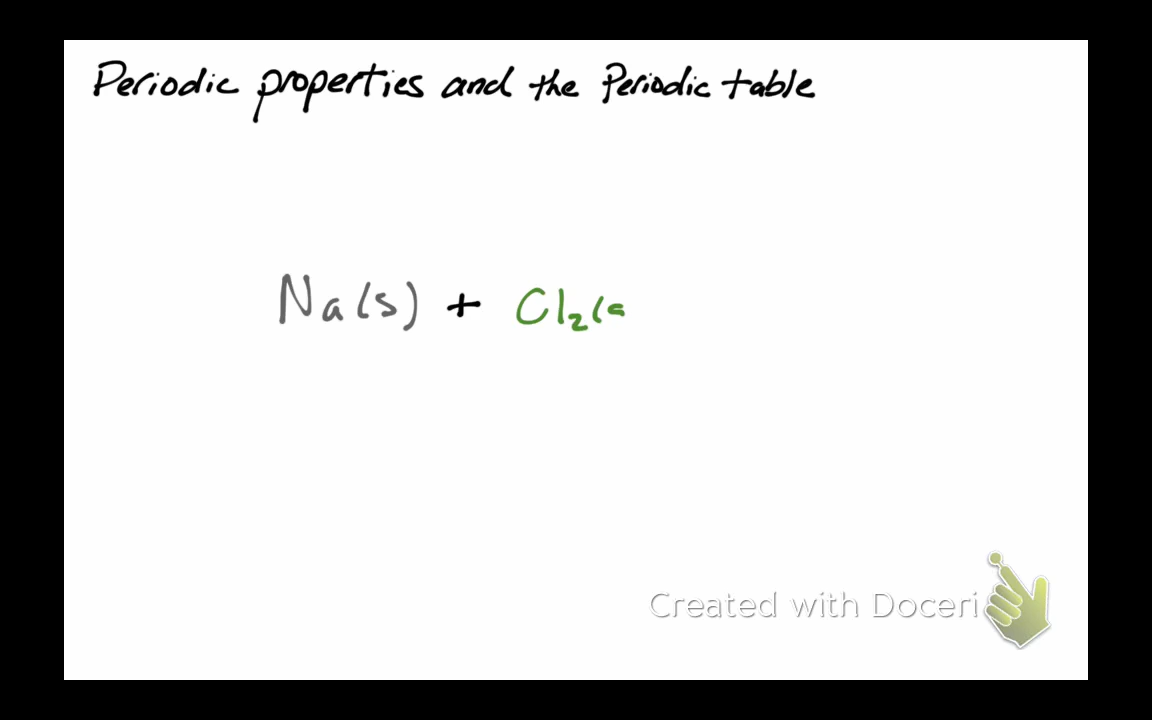 Periodic properties and the Periodic table
Na(s) + Cl₂(
Created with Doceri